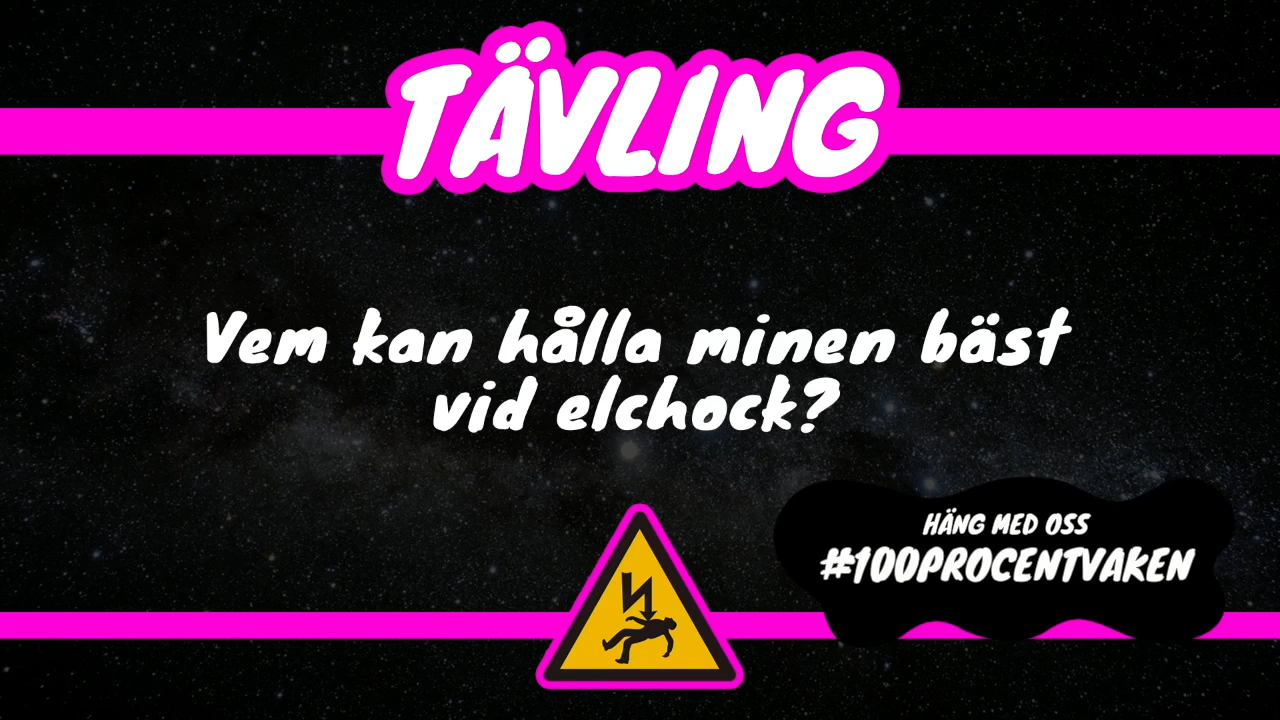 TÄVLING
Vem kan hålla minen bäst
vid elchock?
HÄNG MED OSS
#100PROCENTVAKEN